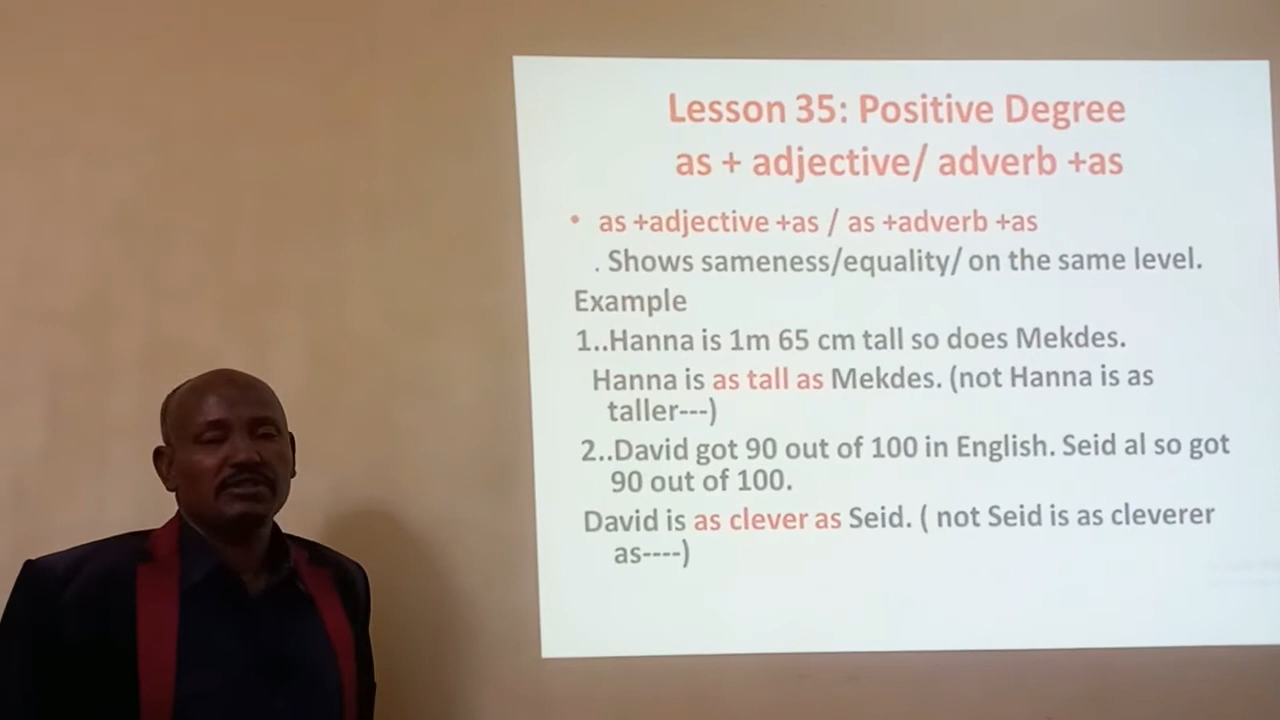 Lesson 35: Positive Degree
as + adjective/ adverb +as
• as +adjective +as / as +adverb +as
. Shows sameness/equality/ on the same level.
Example
1..Hanna is 1m 65 cm tall so does Mekdes.
Hanna is as tall as Mekdes. (not Hanna is as
taller---)
2..David got 90 out of 100 in English. Seid al so got
90 out of 100.
David is as clever as Seid. ( not Seid is as cleverer
as----)